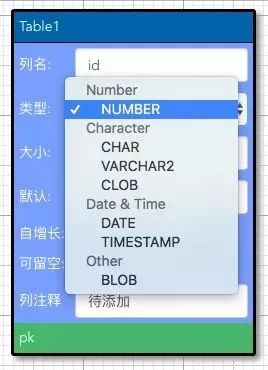 Table1
列名:
id
Number
类型:
✓ NUMBER
Character
CHAR
大小:
VARCHAR2
CLOB
默认:
Date & Time
DATE
自增长:
TIMESTAMP
可留空:
Other
BLOB
列注释
待添加
pk